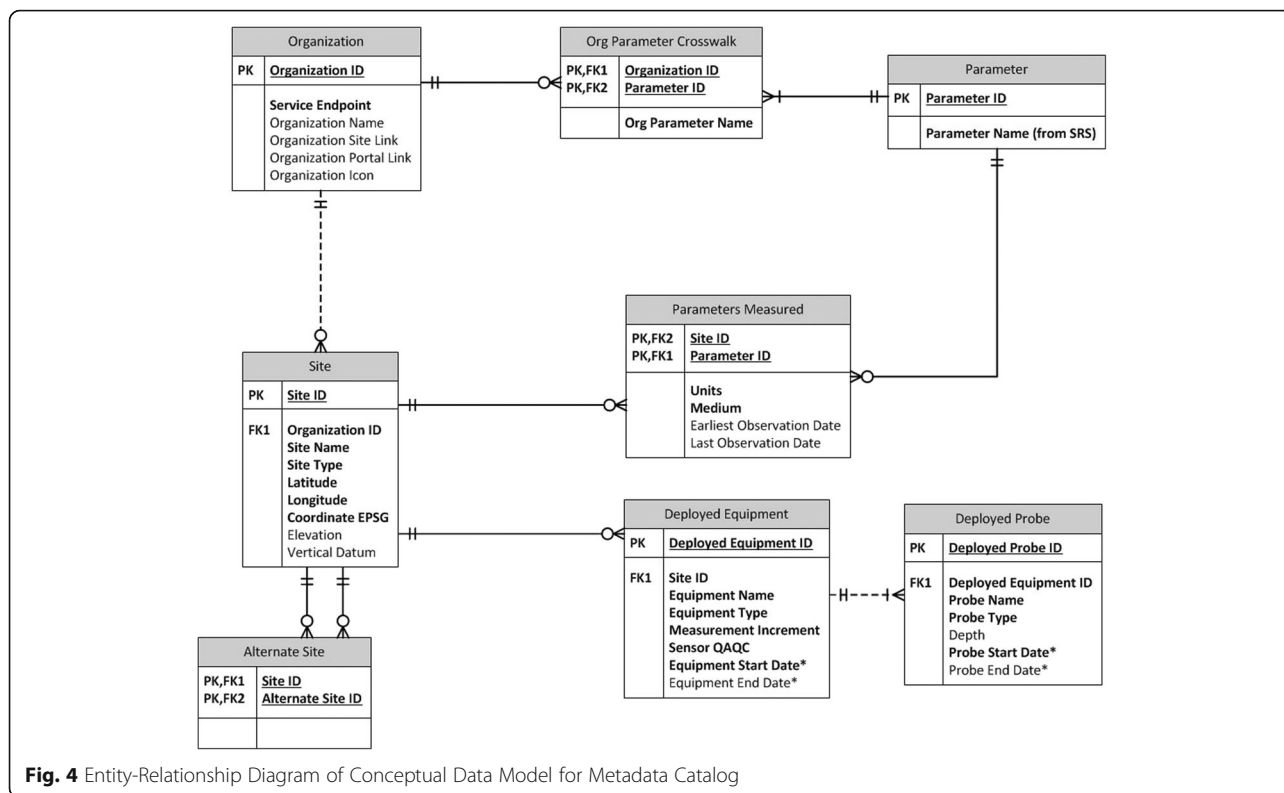 Organization
PK Organization ID
Service Endpoint
Organization Name
Organization Site Link
Organization Portal Link
Organization Icon
Org Parameter Crosswalk
PK,FK1 Organization ID
PK,FK2 Parameter ID
Org Parameter Name
Parameter
PK Parameter ID
Parameter Name (from SRS)
Parameters Measured
PK,FK2 Site ID
PK,FK1 Parameter ID
Units
Medium
Earliest Observation Date
Last Observation Date
Site
PK Site ID
FK1 Organization ID
Site Name
Site Type
Latitude
Longitude
Coordinate EPSG
Elevation
Vertical Datum
Deployed Equipment
PK Deployed Equipment ID
FK1 Site ID
Equipment Name
Equipment Type
Measurement Increment
Sensor QAQC
Equipment Start Date*
Equipment End Date*
Deployed Probe
PK Deployed Probe ID
FK1 Deployed Equipment ID
Probe Name
Probe Type
Depth
Probe Start Date*
Probe End Date*
Alternate Site
PK,FK1 Site ID
PK,FK2 Alternate Site ID
Fig. 4 Entity-Relationship Diagram of Conceptual Data Model for Metadata Catalog